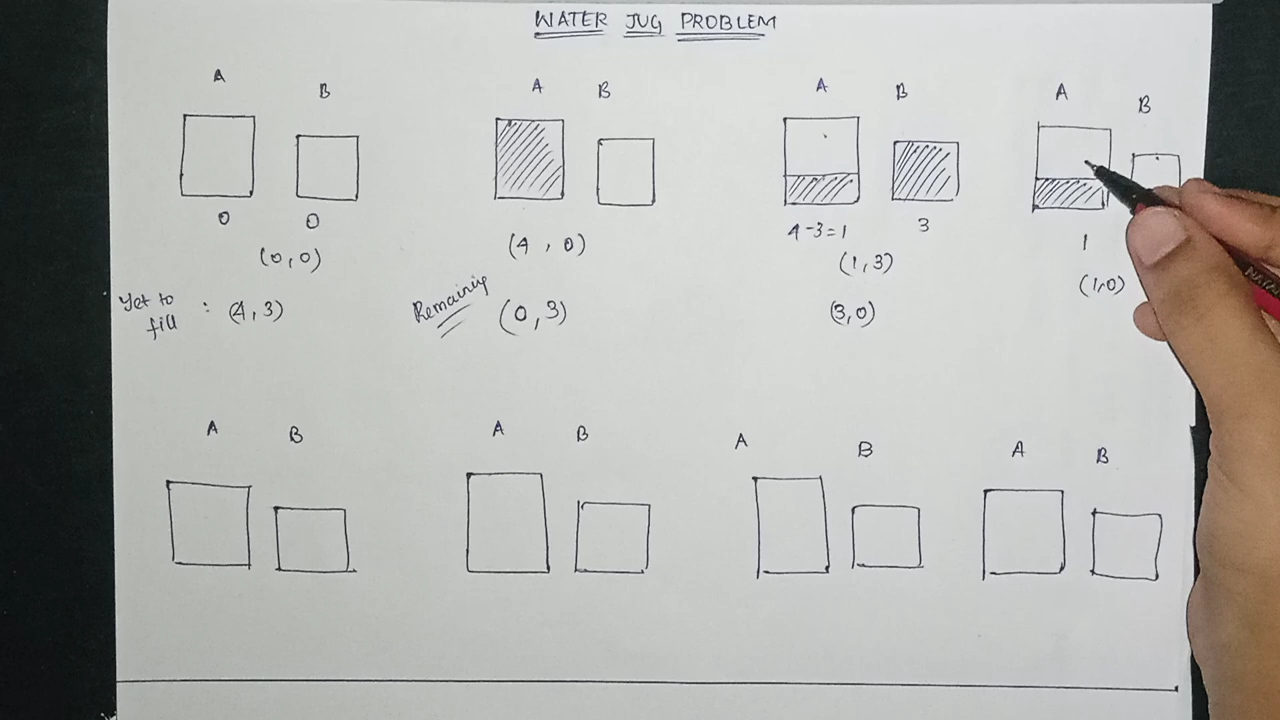 WATER JUG PROBLEM
A B
0 0
(0,0)
Yet to fill : (4,3)
A B
(4, 0)
Remaining (0,3)
A B
4-3=1 3
(1,3)
(3,0)
A B
1
(1,0)
A B
A B
A B
A B